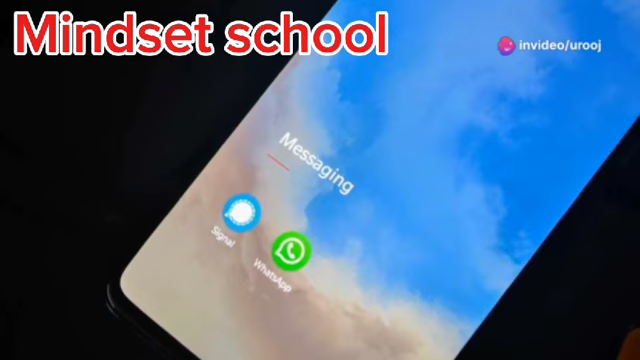 Mindset school
invideo/urooj
Messaging
Signal
WhatsApp